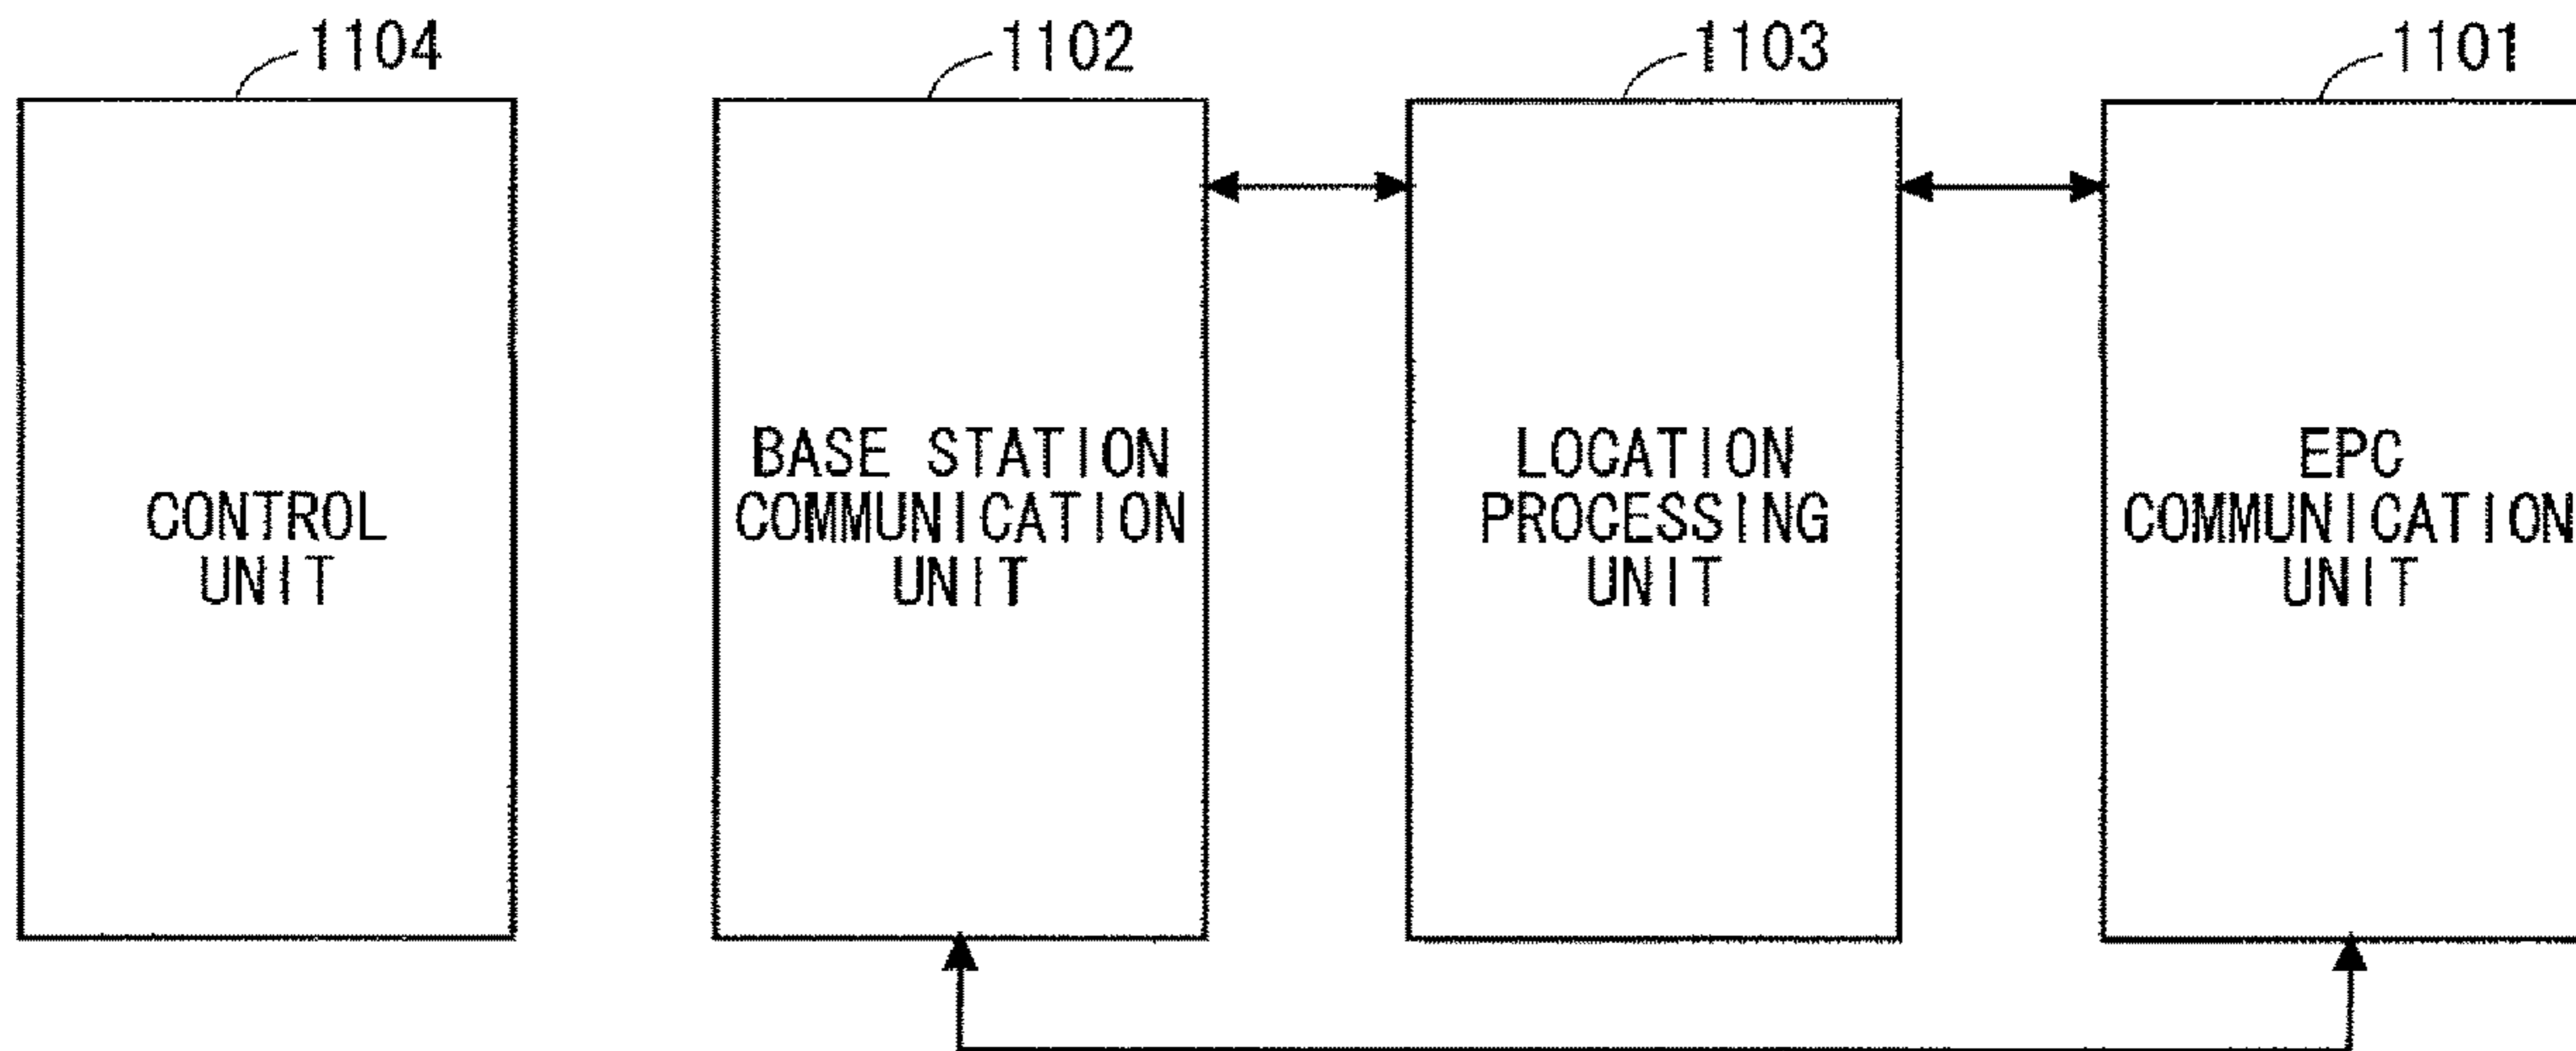 1104
1102
1103
1101
CONTROL
UNIT
BASE STATION
COMMUNICATION
UNIT
LOCATION
PROCESSING
UNIT
EPC
COMMUNICATION
UNIT